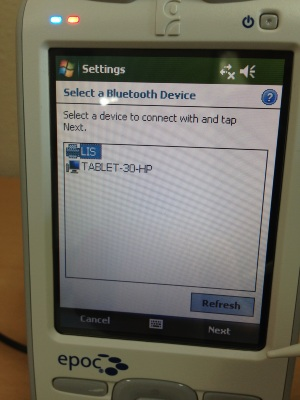 Settings
Select a Bluetooth Device
?
Select a device to connect with and tap
Next.
LIS
TABLET-30-HP
Refresh
Cancel
Next
epoc